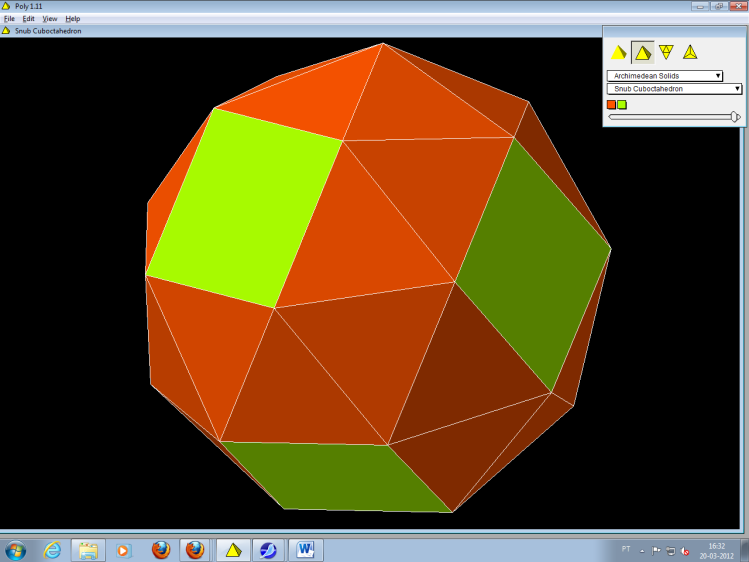 Poly 1.11
File Edit View Help
Snub Cuboctahedron
Archimedean Solids
Snub Cuboctahedron
PT
16:32
20-03-2012